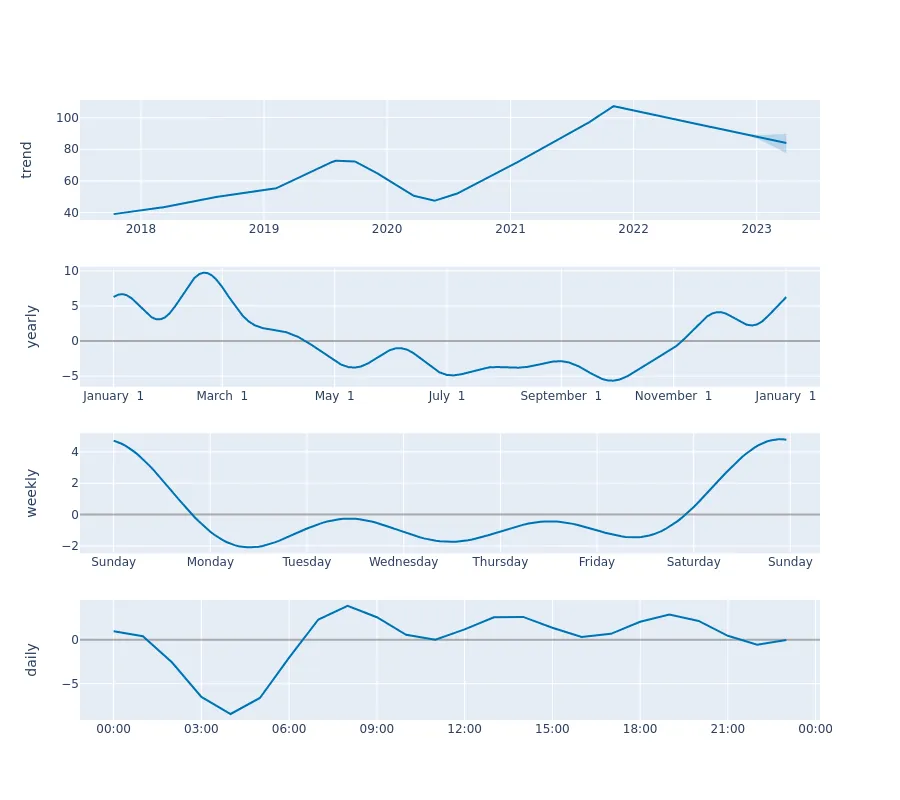 trend
100
80
60
40
2018 2019 2020 2021 2022 2023
yearly
10
5
0
−5
January 1 March 1 May 1 July 1 September 1 November 1 January 1
weekly
4
2
0
−2
Sunday Monday Tuesday Wednesday Thursday Friday Saturday Sunday
daily
0
−5
00:00 03:00 06:00 09:00 12:00 15:00 18:00 21:00 00:00